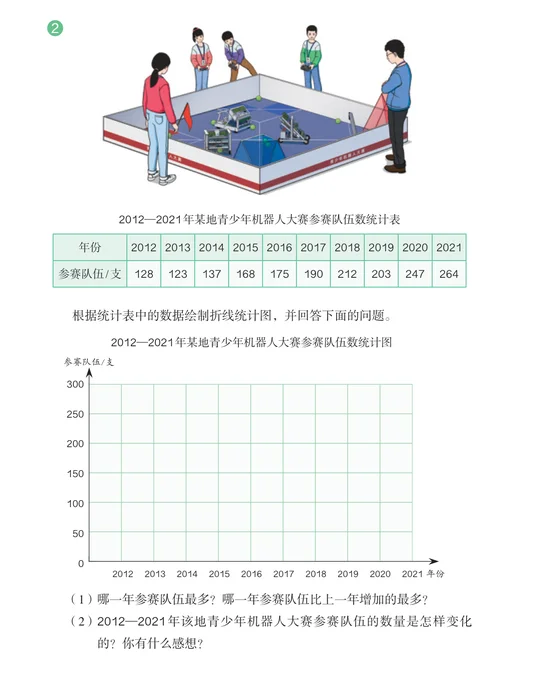 2
2012—2021年某地青少年机器人大赛参赛队伍数统计表
年份 2012 2013 2014 2015 2016 2017 2018 2019 2020 2021
参赛队伍/支 128 123 137 168 175 190 212 203 247 264
根据统计表中的数据绘制折线统计图，并回答下面的问题。
2012—2021年某地青少年机器人大赛参赛队伍数统计图
参赛队伍/支
300
250
200
150
100
50
0
2012 2013 2014 2015 2016 2017 2018 2019 2020 2021 年份
（1）哪一年参赛队伍最多？哪一年参赛队伍比上一年增加的最多？
（2）2012—2021年该地青少年机器人大赛参赛队伍的数量是怎样变化
的？你有什么感想？